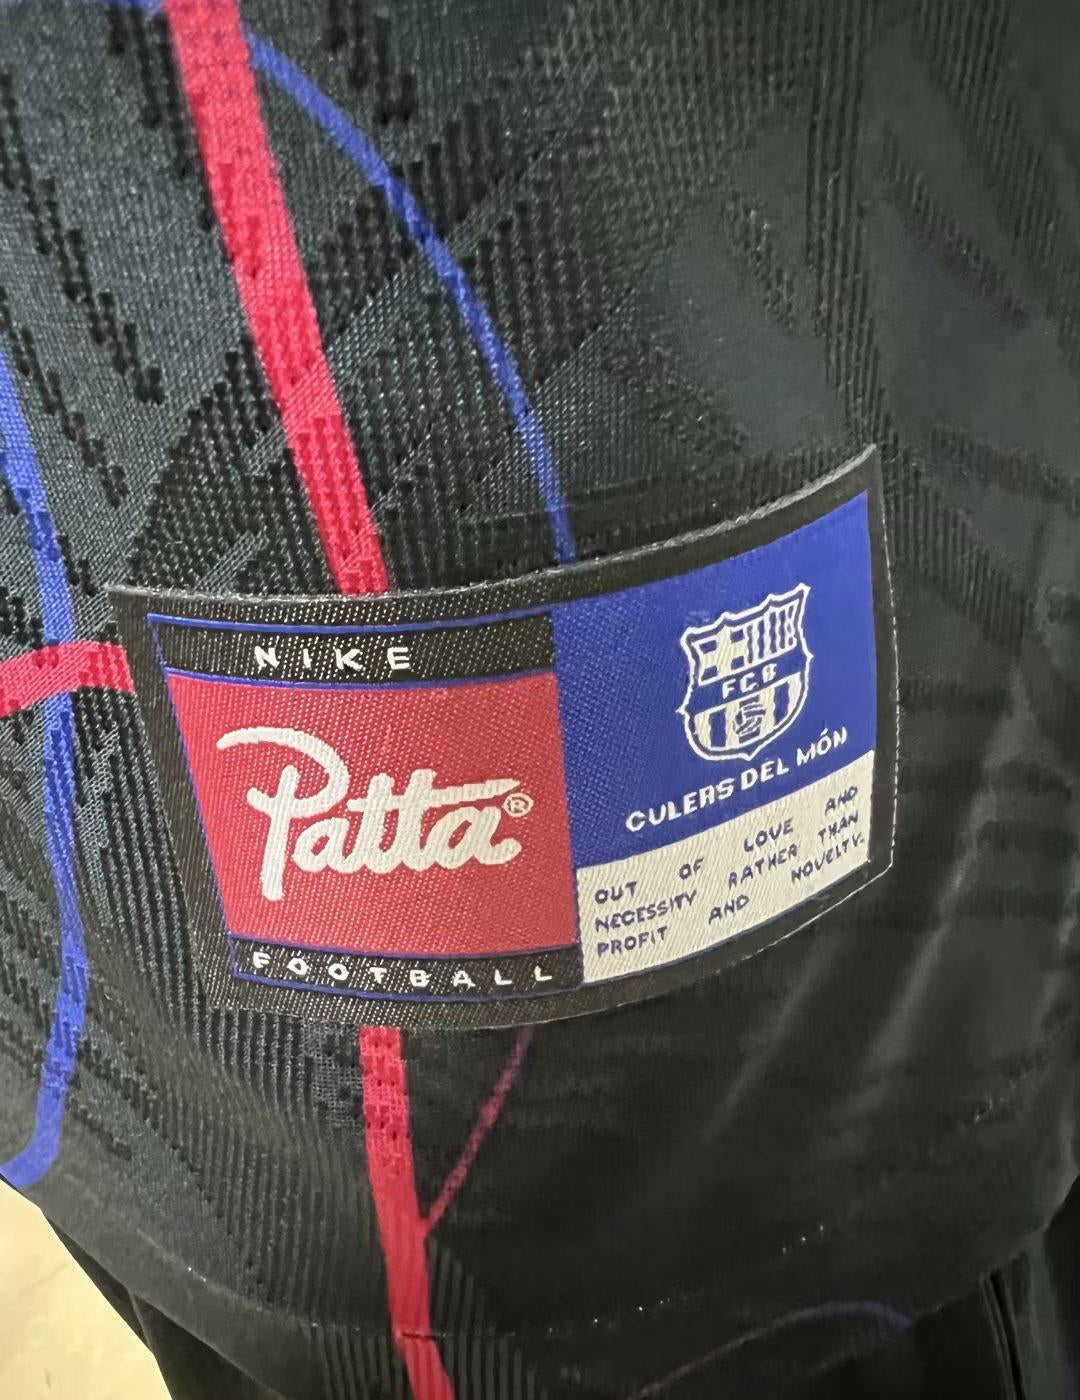 NIKE
Patta®
FOOTBALL
FCB
CULERS DEL MÓN
OUT OF LOVE AND
NECESSITY RATHER THAN
PROFIT AND NOVELTY.